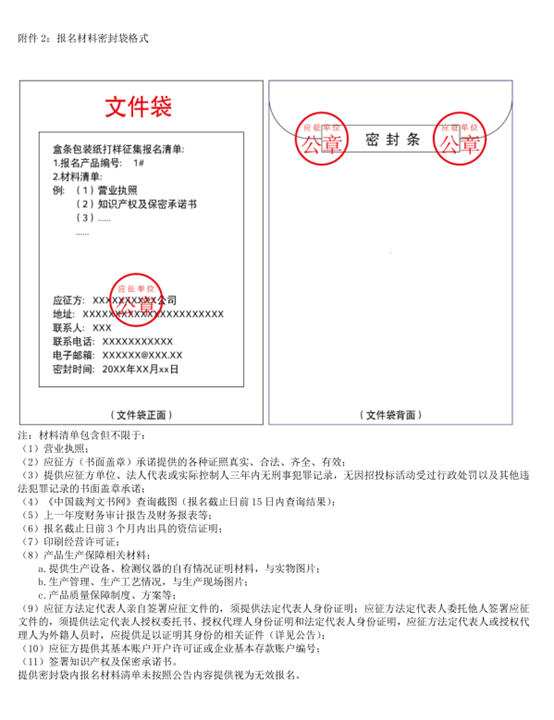 附件 2：报名材料密封袋格式
文件袋
盒条包装纸打样征集报名清单:
1.报名产品编号: 1#
2.材料清单:
例: （1）营业执照
（2）知识产权及保密承诺书
（3）……
……
应征单位
公章
应征方: XXXXXXXXXX公司
地址: XXXXXXXXXXXXXXXXXXXXXX
联系人: XXX
联系电话: XXXXXXXXXXX
电子邮箱: XXXXXX@XXX.XX
密封时间: 20XX年XX月xx日
（文件袋正面）
应征单位
公章
密封条
应征单位
公章
（文件袋背面）
注：材料清单包含但不限于：
（1）营业执照；
（2）应征方（书面盖章）承诺提供的各种证照真实、合法、齐全、有效；
（3）提供应征方单位、法人代表或实际控制人三年内无刑事犯罪记录，无因招投标活动受过行政处罚以及其他违
法犯罪记录的书面盖章承诺；
（4）《中国裁判文书网》查询截图（报名截止日前 15 日内查询结果）；
（5）上一年度财务审计报告及财务报表等；
（6）报名截止日前 3 个月内出具的资信证明；
（7）印刷经营许可证；
（8）产品生产保障相关材料：
a.提供生产设备、检测仪器的自有情况证明材料，与实物图片；
b.生产管理、生产工艺情况，与生产现场图片；
c.产品质量保障制度、方案等；
（9）应征方法定代表人亲自签署应征文件的，须提供法定代表人身份证明；应征方法定代表人委托他人签署应征
文件的，须提供法定代表人授权委托书、授权代理人身份证明和法定代表人身份证明，应征方法定代表人或授权代
理人为外籍人员时，应提供足以证明其身份的相关证件（详见公告）；
（10）应征方提供其基本账户开户许可证或企业基本存款账户编号；
（11）签署知识产权及保密承诺书。
提供密封袋内报名材料清单未按照公告内容提供视为无效报名。